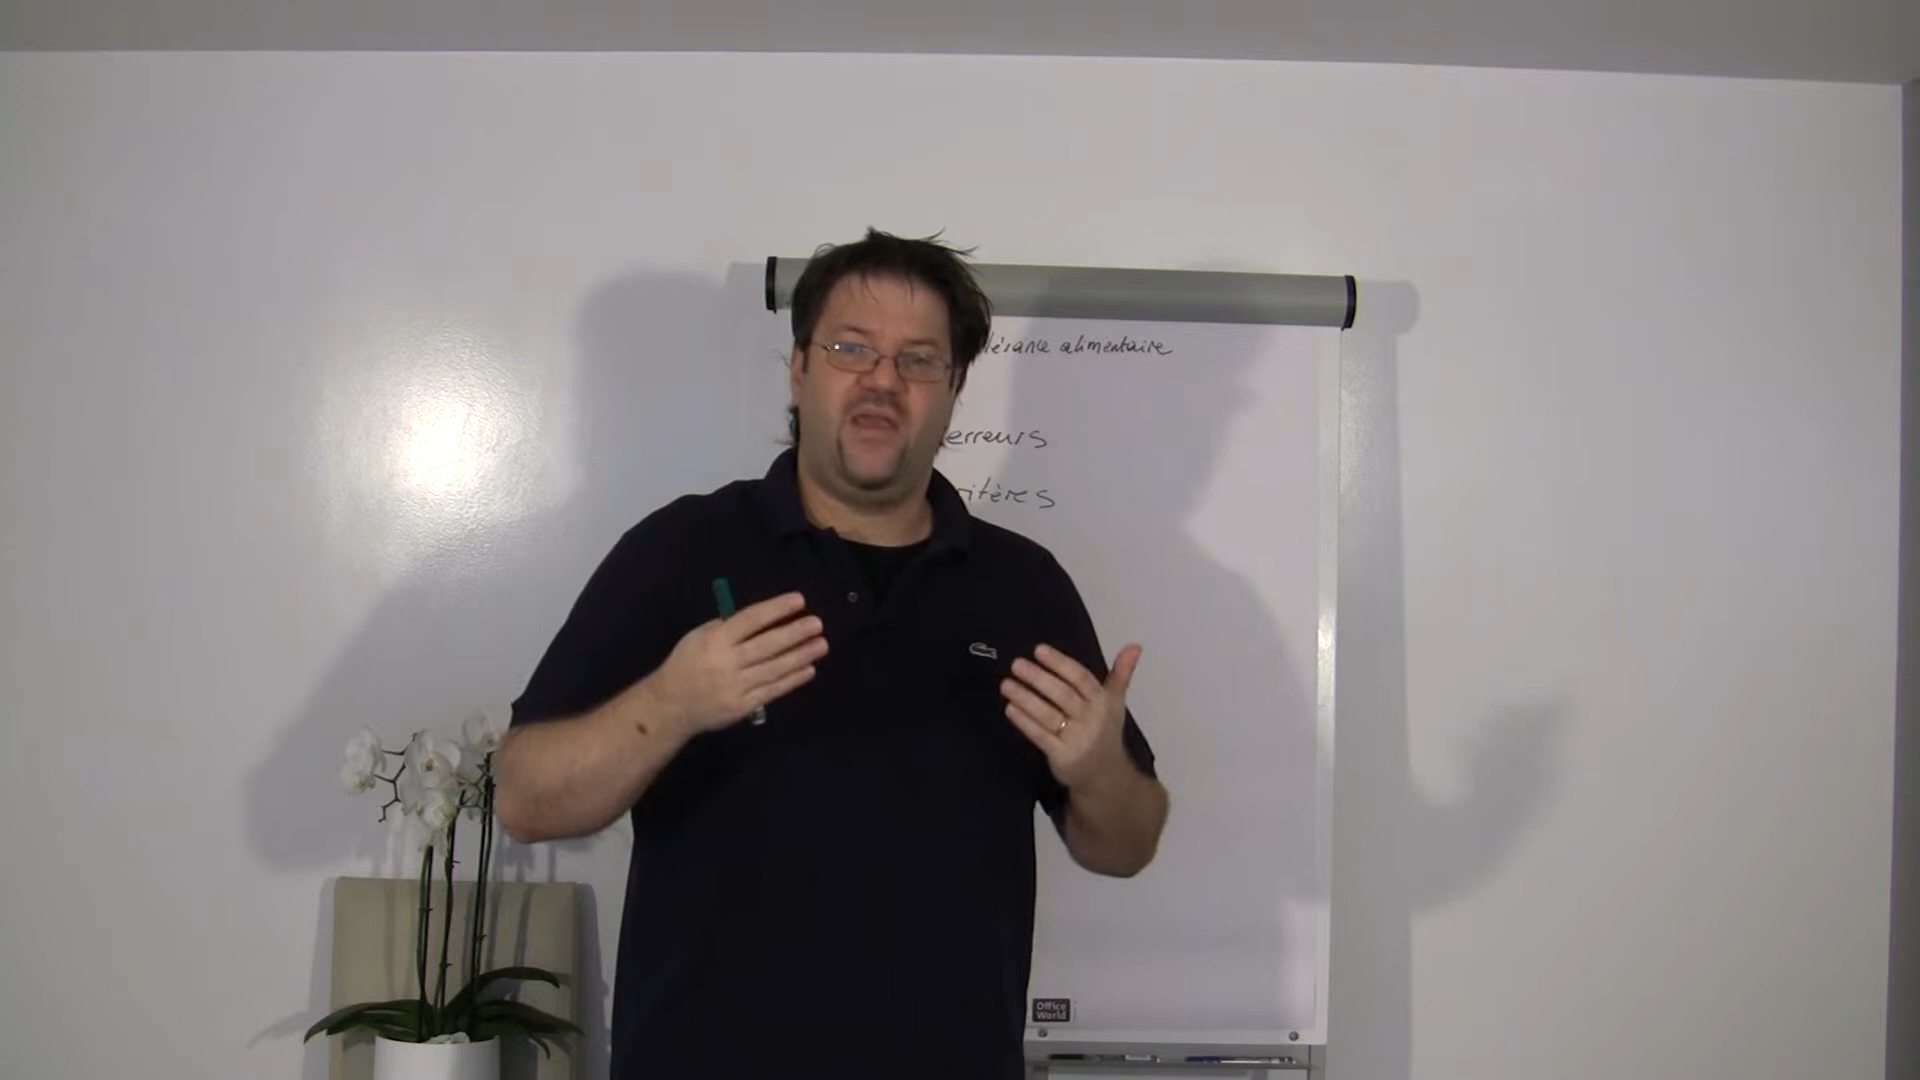 lérance alimentaire
erreurs
ritères
Office
World